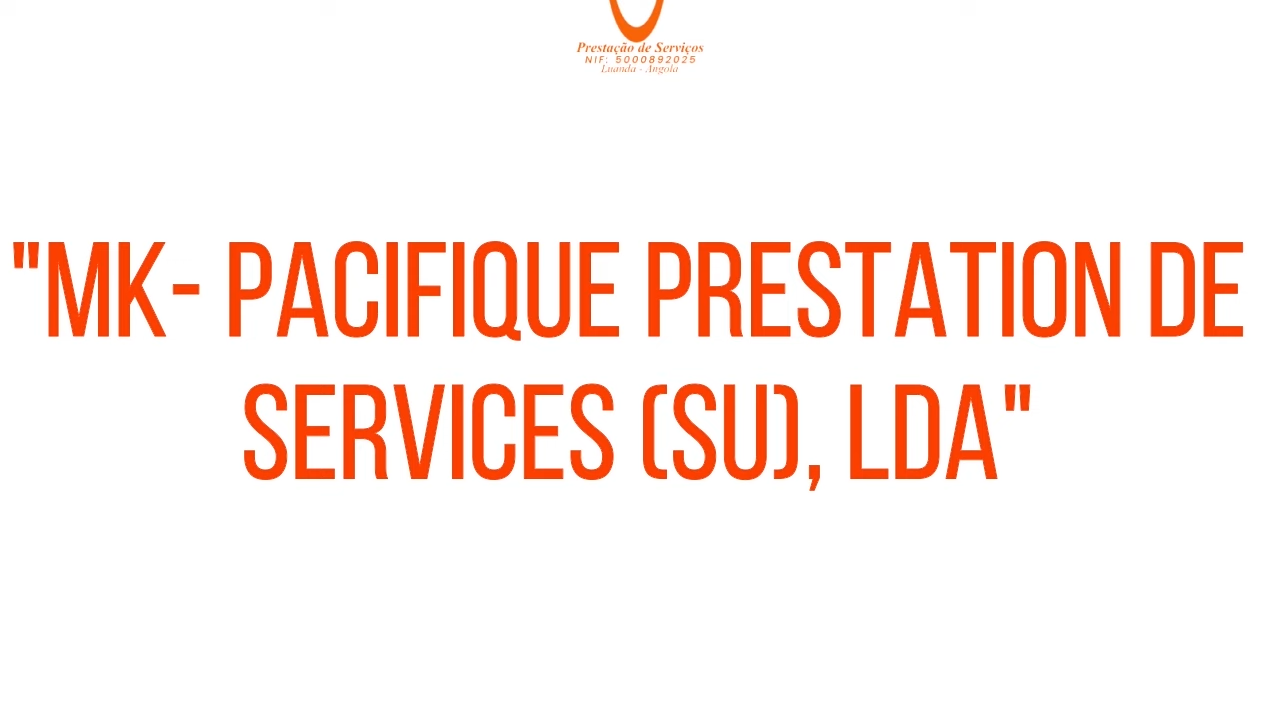 Prestação de Serviços
NIF: 5000892025
Luanda - Angola
"MK- PACIFIQUE PRESTATION DE
SERVICES (SU), LDA"